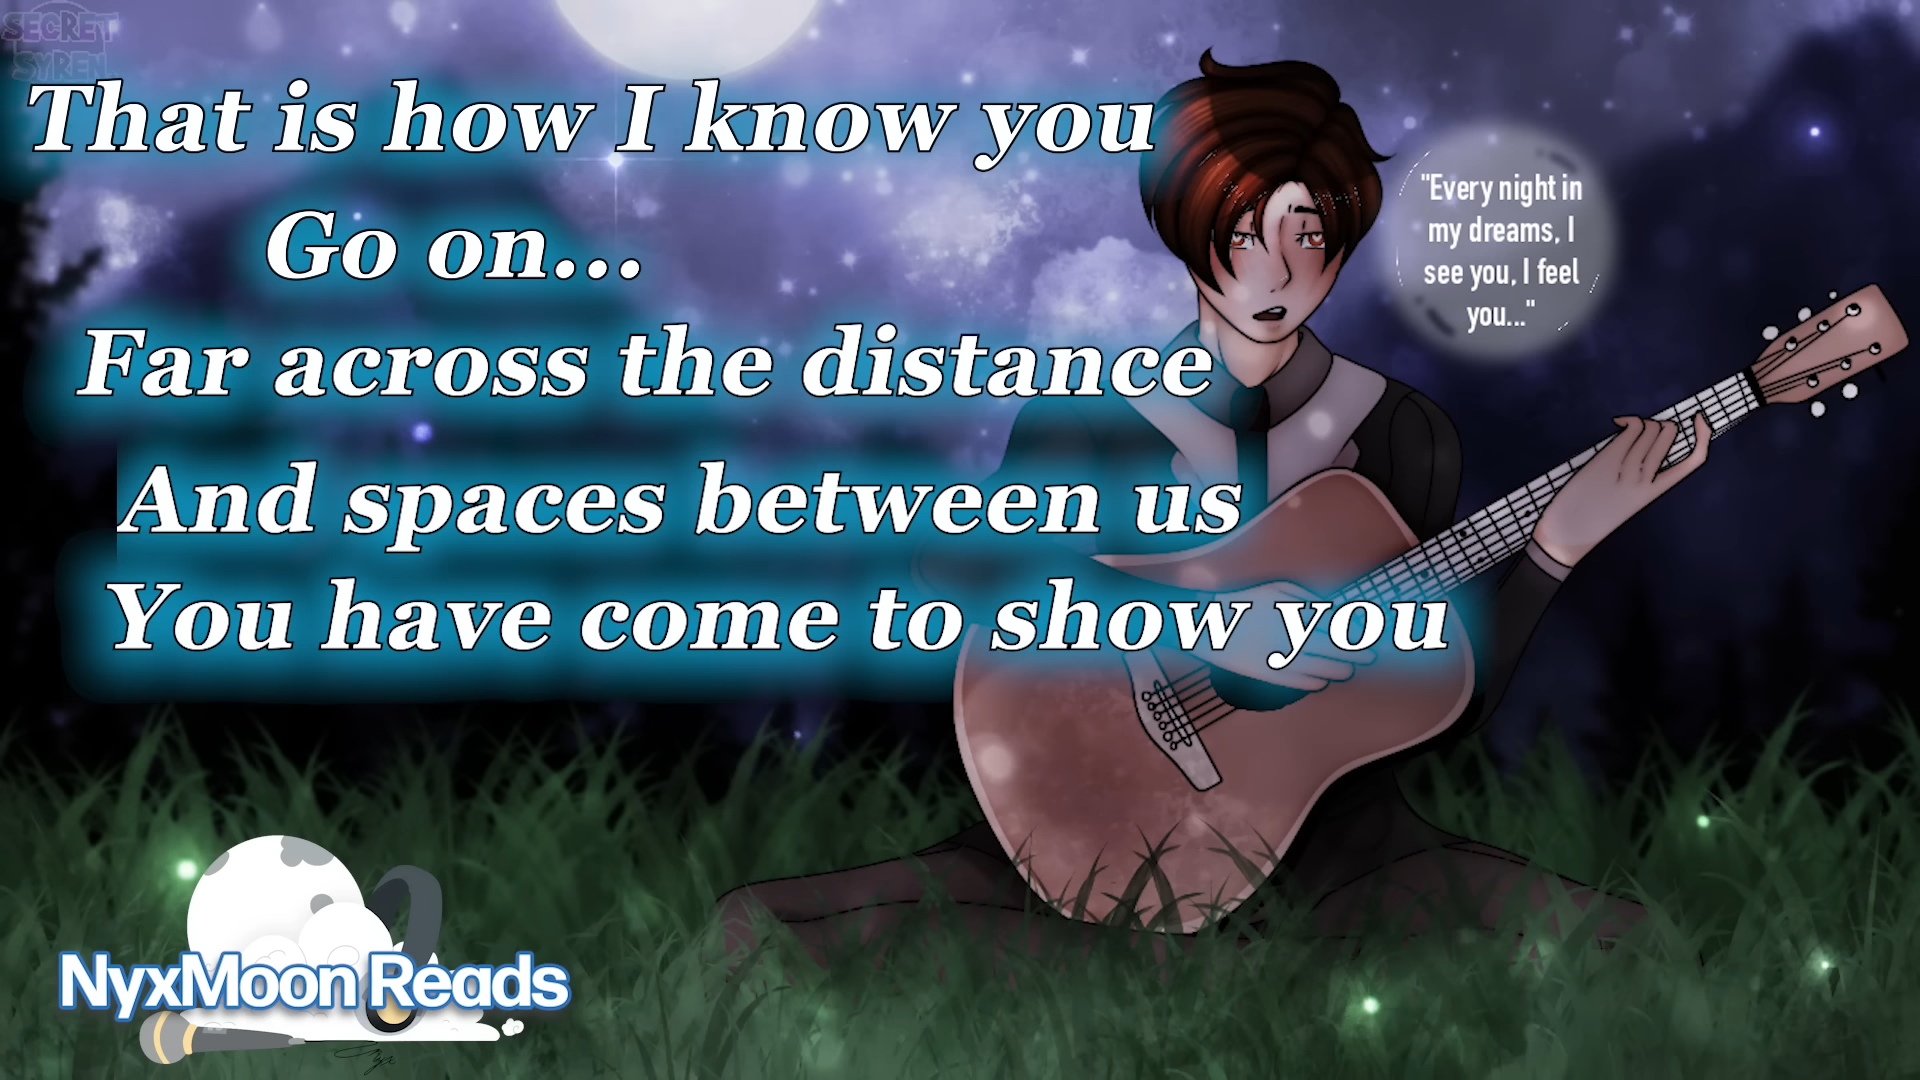 SECRET
SYREN
That is how I know you
Go on...
Far across the distance
And spaces between us
You have come to show you
"Every night in
my dreams, I
see you, I feel
you..."
NyxMoon Reads